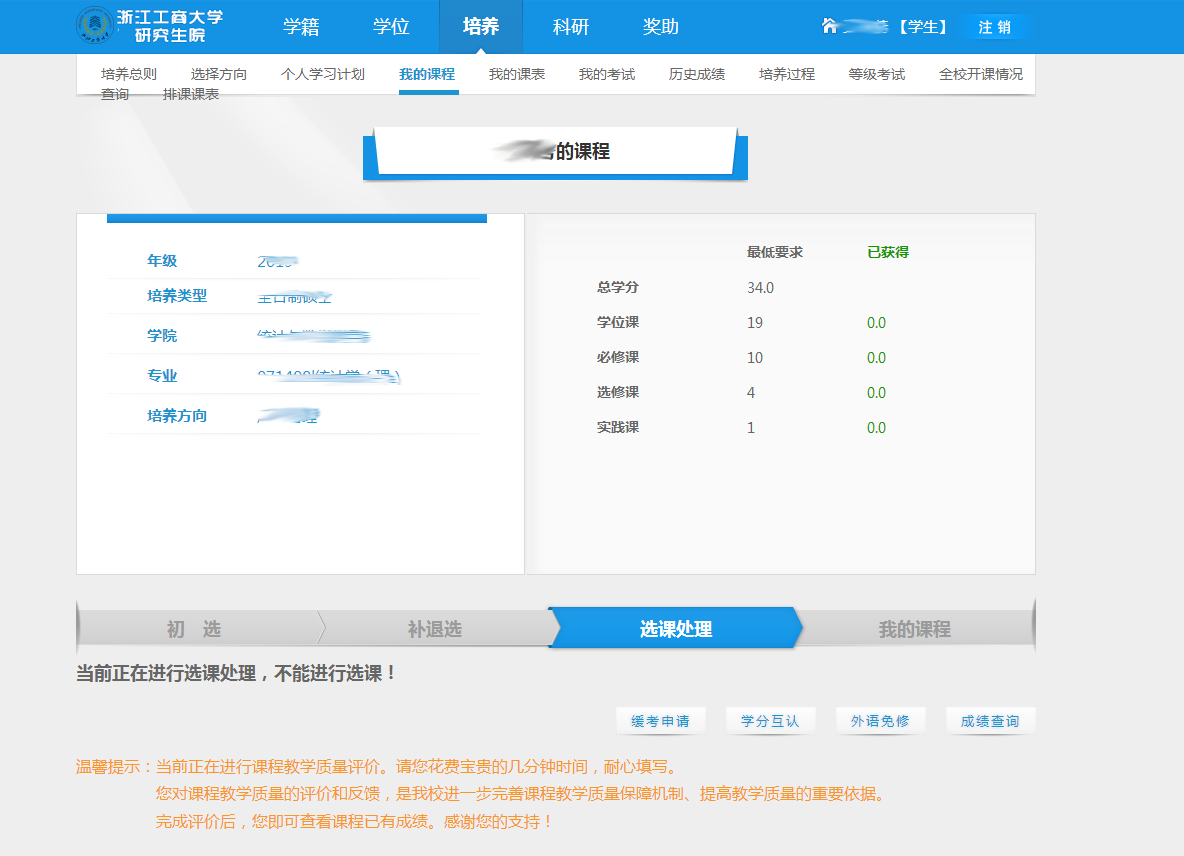 浙江工商大学
研究生院
学籍 学位 培养 科研 奖助
【学生】 注 销
培养总则 选择方向 个人学习计划 我的课程 我的课表 我的考试 历史成绩 培养过程 等级考试 全校开课情况
查询 排课课表
的课程
最低要求 已获得
年级
总学分 34.0
培养类型
学位课 19 0.0
学院
必修课 10 0.0
专业
选修课 4 0.0
培养方向
实践课 1 0.0
初 选 补退选 选课处理 我的课程
当前正在进行选课处理，不能进行选课！
缓考申请 学分互认 外语免修 成绩查询
温馨提示：当前正在进行课程教学质量评价。请您花费宝贵的几分钟时间，耐心填写。
您对课程教学质量的评价和反馈，是我校进一步完善课程教学质量保障机制、提高教学质量的重要依据。
完成评价后，您即可查看课程已有成绩。感谢您的支持！